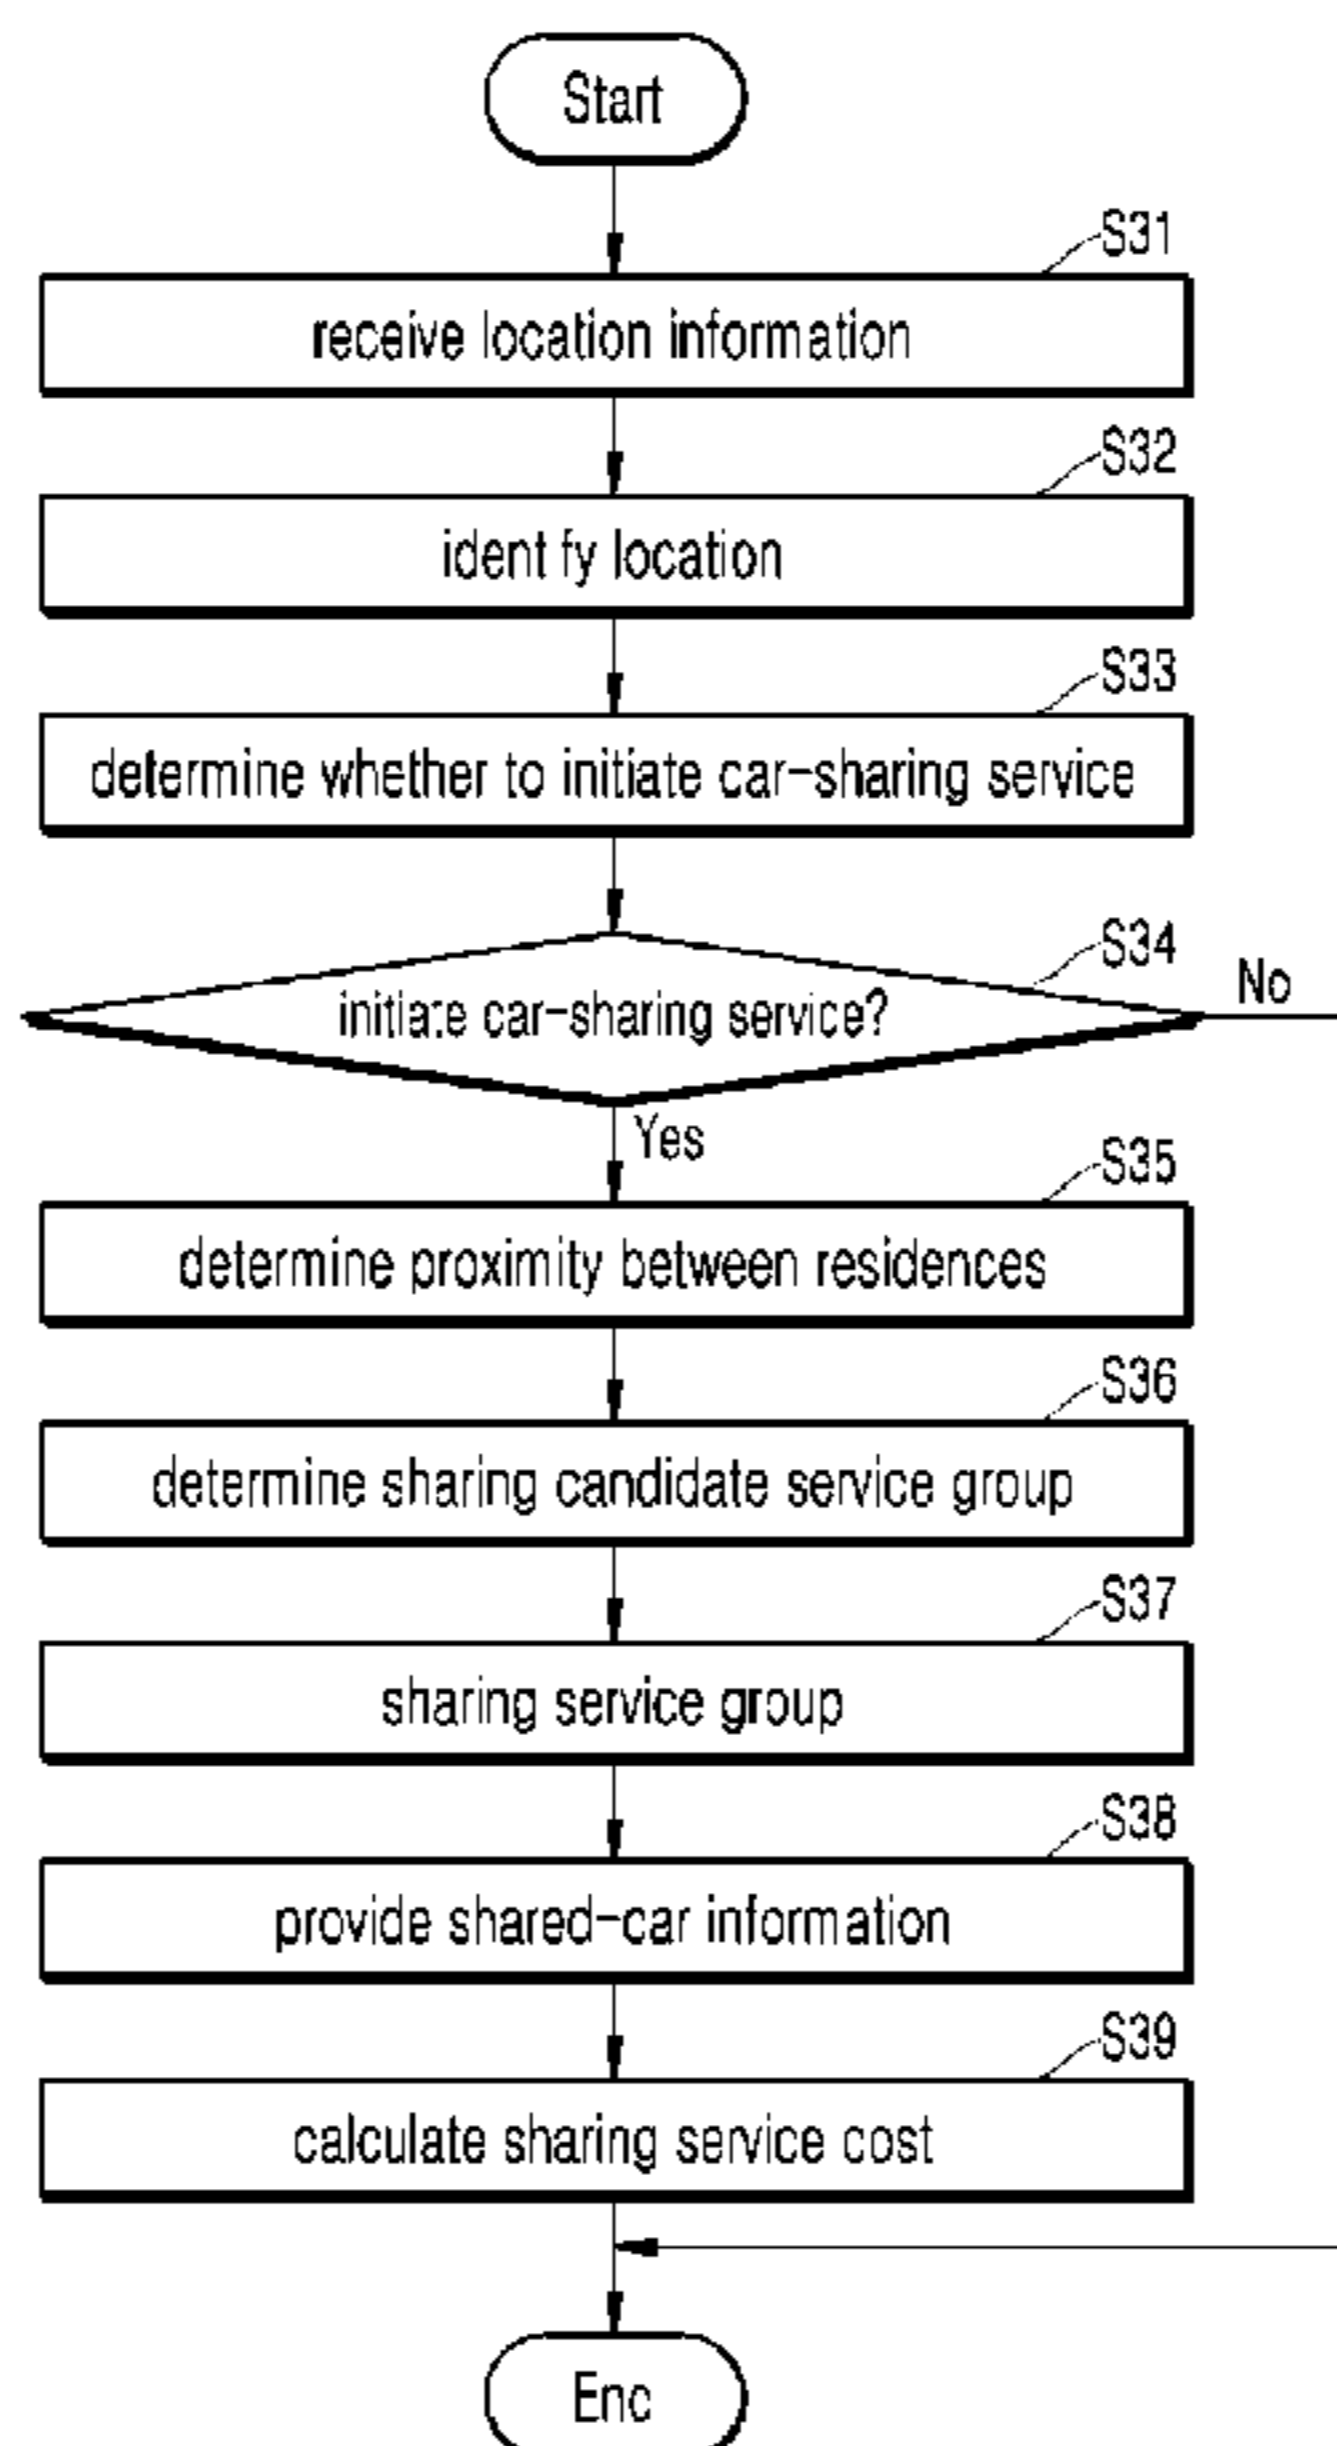 Start
S31
receive location information
S32
ident fy location
S33
determine whether to initiate car-sharing service
S34
initiate car-sharing service?
No
Yes
S35
determine proximity between residences
S36
determine sharing candidate service group
S37
sharing service group
S38
provide shared-car information
S39
calculate sharing service cost
Enc